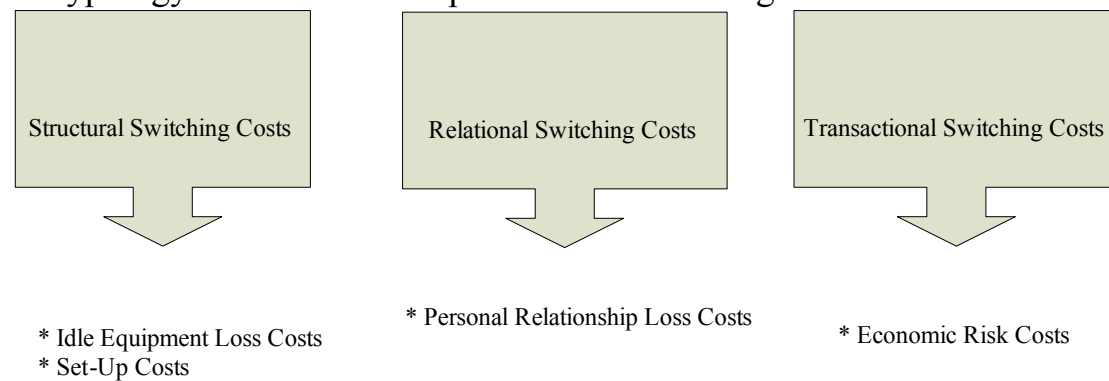 Structural Switching Costs
Relational Switching Costs
Transactional Switching Costs
* Idle Equipment Loss Costs
* Set-Up Costs
* Personal Relationship Loss Costs
* Economic Risk Costs